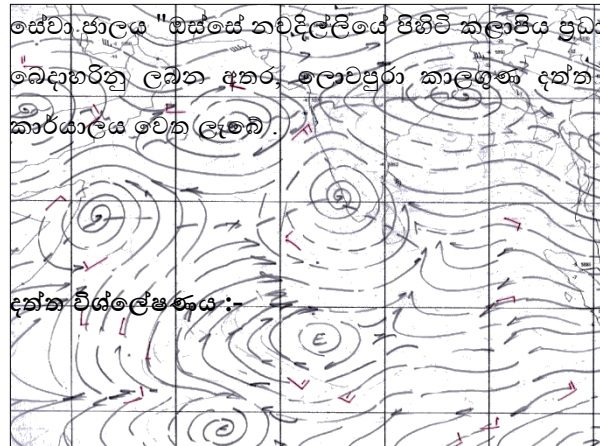 සේවා ජාලය "ඔස්සේ නවදිල්ලියේ පිහිටි කලාපීය ප්‍රධා
බෙදාහරිනු ලබන අතර, ලොවපුරා කාලගුණ දත්ත
කාර්යාලය වෙත ලැබේ .
දත්ත විශ්ලේෂණය :-
E